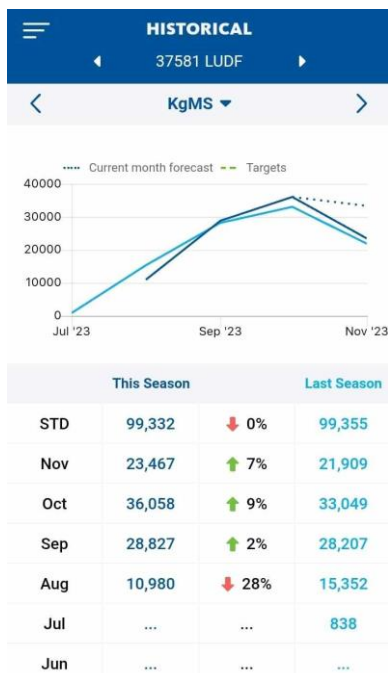 HISTORICAL
37581 LUDF
KgMS
Current month forecast Targets
40000
30000
20000
10000
0
Jul '23 Sep '23 Nov '23
This Season Last Season
STD 99,332 0% 99,355
Nov 23,467 7% 21,909
Oct 36,058 9% 33,049
Sep 28,827 2% 28,207
Aug 10,980 28% 15,352
Jul ... ... 838
Jun ... ... ...